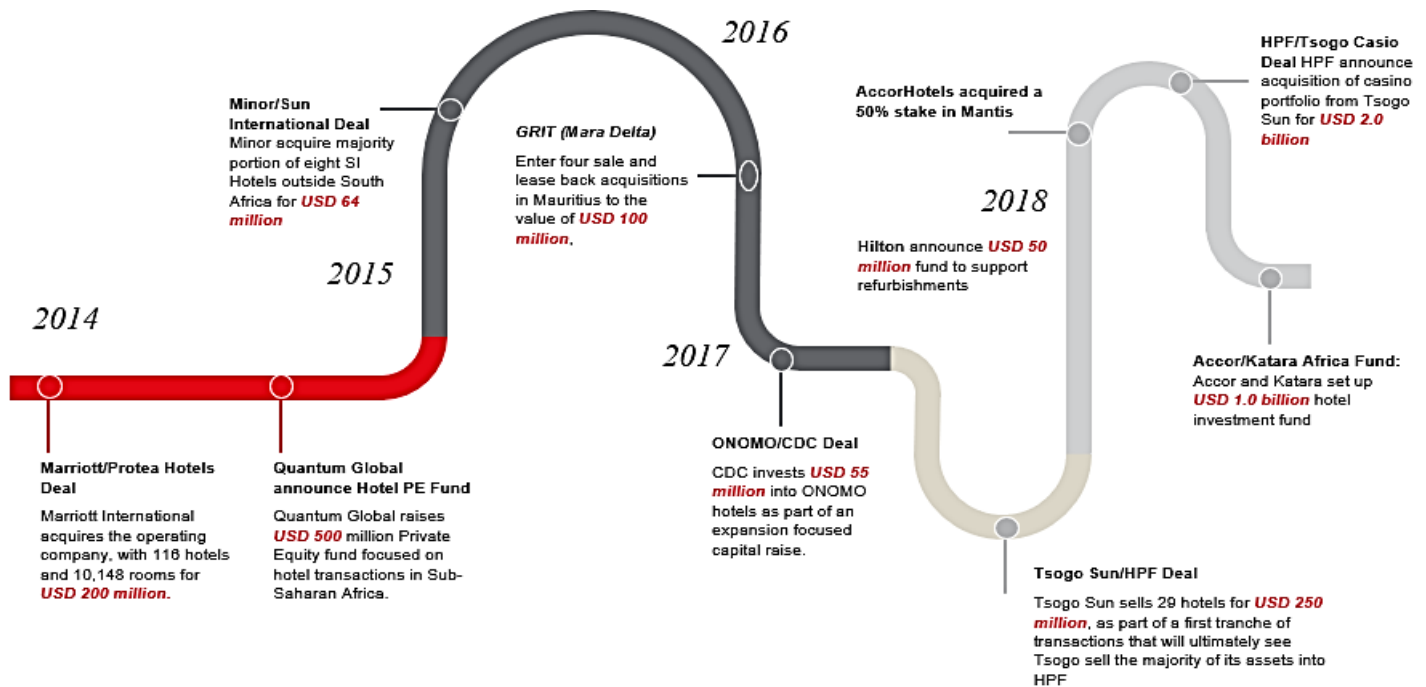 2014
Marriott/Protea Hotels
Deal
Marriott International
acquires the operating
company, with 116 hotels
and 10,148 rooms for
USD 200 million.
Quantum Global
announce Hotel PE Fund
Quantum Global raises
USD 500 million Private
Equity fund focused on
hotel transactions in Sub-
Saharan Africa.
2015
Minor/Sun
International Deal
Minor acquire majority
portion of eight SI
Hotels outside South
Africa for USD 64
million
2016
GRIT (Mara Delta)
Enter four sale and
lease back acquisitions
in Mauritius to the
value of USD 100
million,
2017
ONOMO/CDC Deal
CDC invests USD 55
million into ONOMO
hotels as part of an
expansion focused
capital raise.
Tsogo Sun/HPF Deal
Tsogo Sun sells 29 hotels for USD 250
million, as part of a first tranche of
transactions that will ultimately see
Tsogo sell the majority of its assets into
HPF
2018
AccorHotels acquired a
50% stake in Mantis
Hilton announce USD 50
million fund to support
refurbishments
HPF/Tsogo Casio
Deal HPF announce
acquisition of casino
portfolio from Tsogo
Sun for USD 2.0
billion
Accor/Katara Africa Fund:
Accor and Katara set up
USD 1.0 billion hotel
investment fund